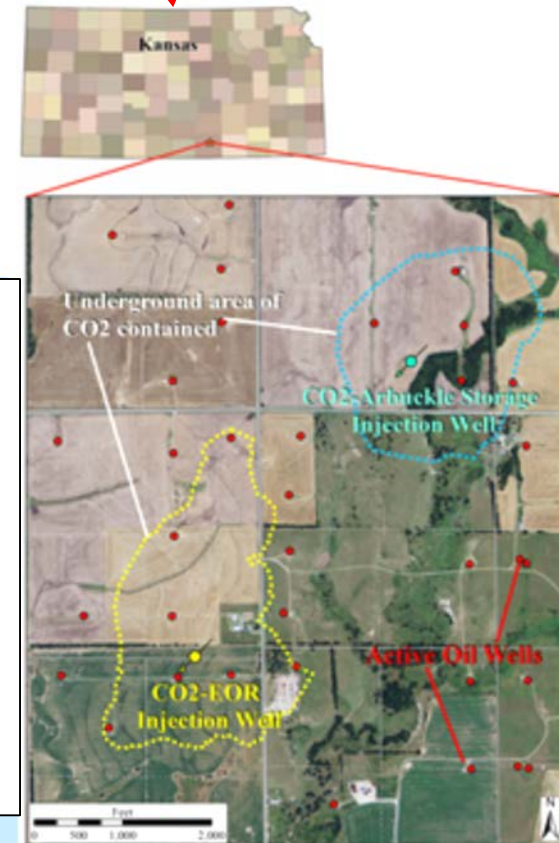 Kansas
Underground area of
CO2 contained
CO2-Arbuckle Storage
Injection Well
Active Oil Wells
CO2-EOR
Injection Well
Feet
0 500 1,000 2,000
N